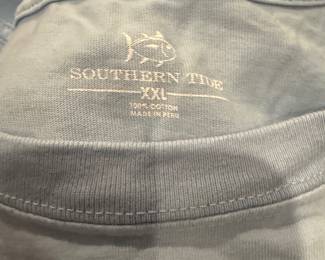 SOUTHERN TIDE
XXL
100% COTTON
MADE IN PERU